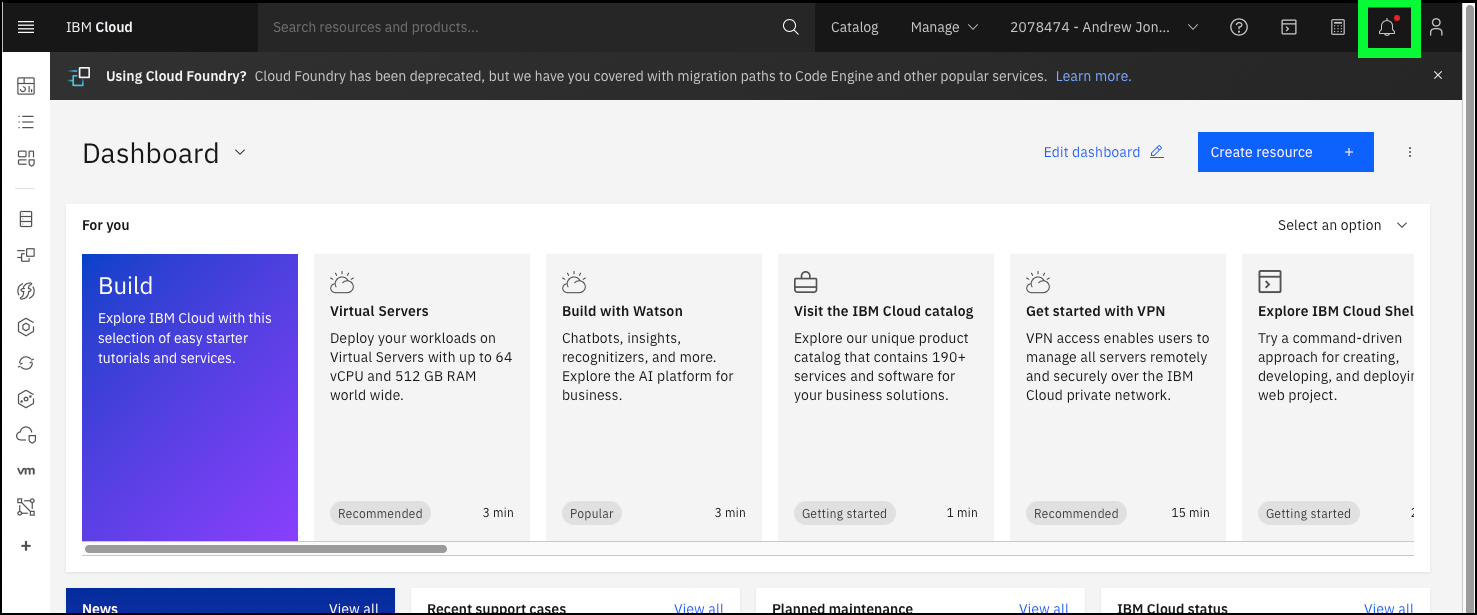 IBM Cloud
Search resources and products...
Catalog
Manage
2078474 - Andrew Jon...
Using Cloud Foundry? Cloud Foundry has been deprecated, but we have you covered with migration paths to Code Engine and other popular services. Learn more.
Dashboard
Edit dashboard
Create resource +
For you
Select an option
Build
Explore IBM Cloud with this
selection of easy starter
tutorials and services.
Virtual Servers
Deploy your workloads on
Virtual Servers with up to 64
vCPU and 512 GB RAM
world wide.
Recommended
3 min
Build with Watson
Chatbots, insights,
recognitizers, and more.
Explore the AI platform for
business.
Popular
3 min
Visit the IBM Cloud catalog
Explore our unique product
catalog that contains 190+
services and software for
your business solutions.
Getting started
1 min
Get started with VPN
VPN access enables users to
manage all servers remotely
and securely over the IBM
Cloud private network.
Recommended
15 min
Explore IBM Cloud Shel
Try a command-driven
approach for creating,
developing, and deployin
web project.
Getting started
2
vm
News
View all
Recent support cases
View all
Planned maintenance
View all
IBM Cloud status
View all